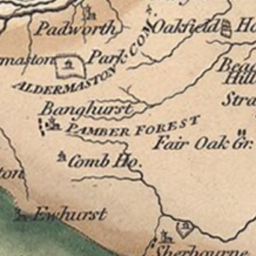 Padworth
Oakfield
Ho
Park
maston
ALDERMASTON COM.
Hill
Banghurst
Stra
PAMBER FOREST
Fair Oak Gr.
Comb Ho.
ton
Ewhurst
Sherbourne